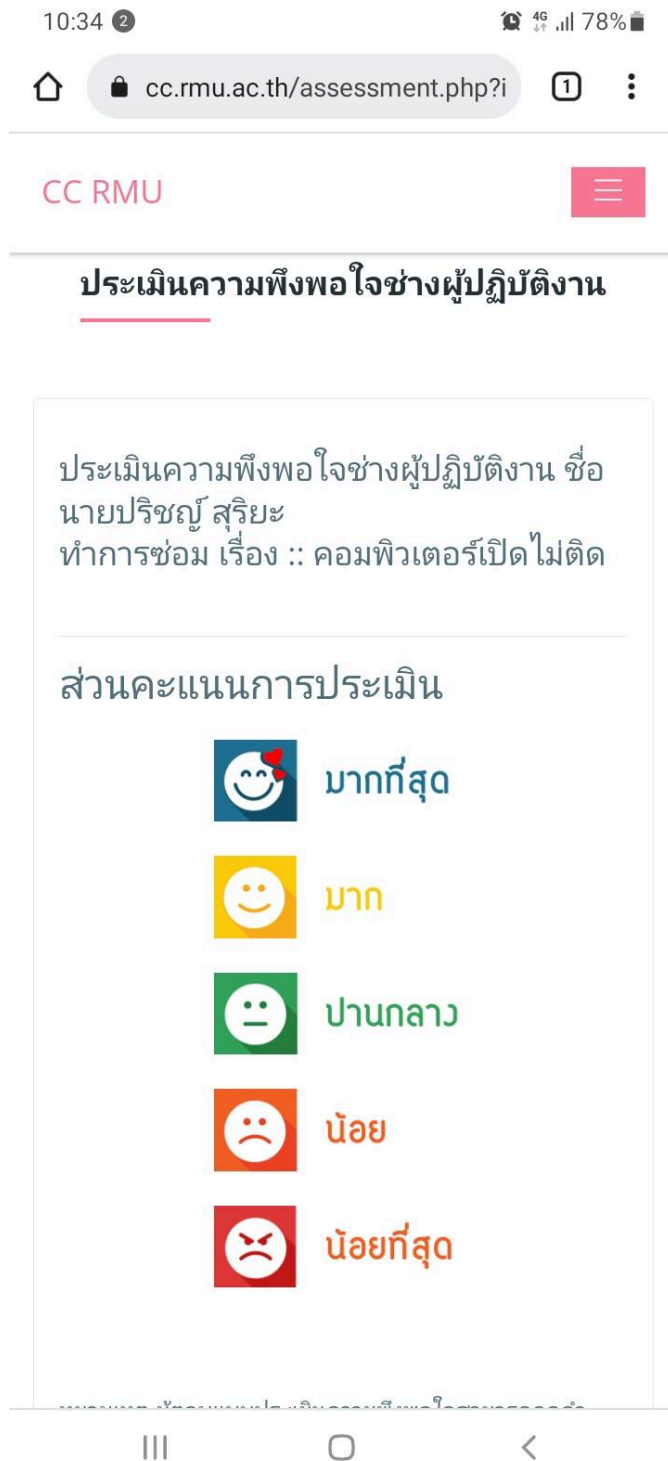 10:34 2 4G 78%
cc.rmu.ac.th/assessment.php?i 1
CC RMU
ประเมินความพึงพอใจช่างผู้ปฏิบัติงาน
ประเมินความพึงพอใจช่างผู้ปฏิบัติงาน ชื่อ
นายปริชญ์ สุริยะ
ทำการซ่อม เรื่อง :: คอมพิวเตอร์เปิดไม่ติด
ส่วนคะแนนการประเมิน
มากที่สุด
มาก
ปานกลาง
น้อย
น้อยที่สุด